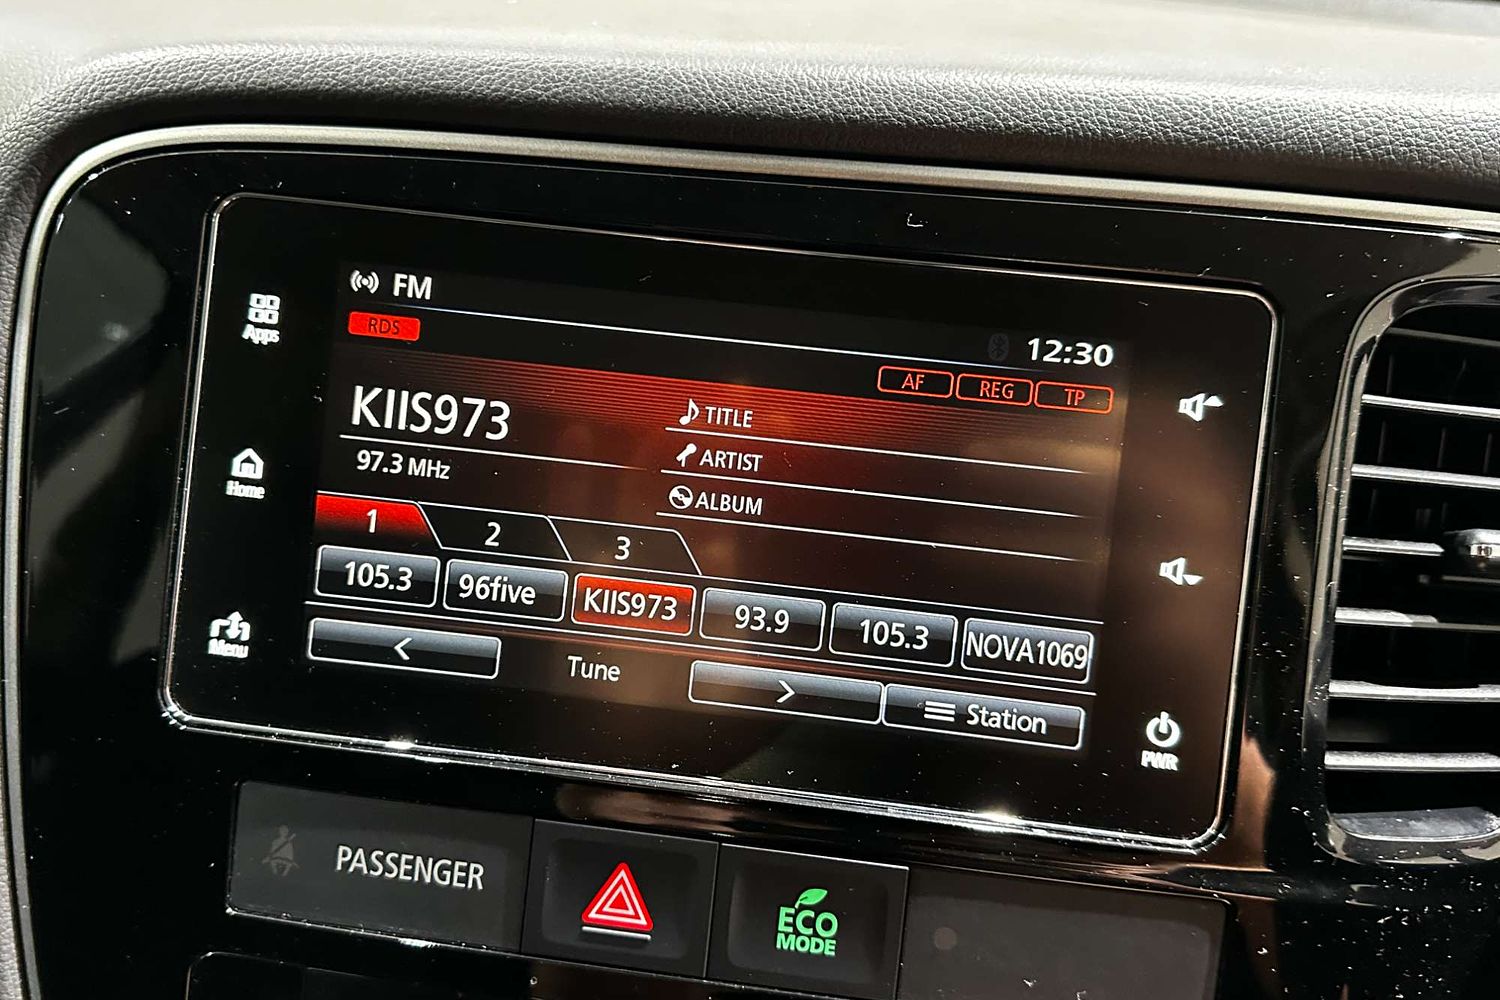 FM
RDS
12:30
AF REG TP
Apps
KIIS973
97.3 MHz
TITLE
ARTIST
ALBUM
Home
1 2 3
105.3 96five KIIS973 93.9 105.3 NOVA1069
< Tune > Station
Menu
PWR
PASSENGER
ECO
MODE
HI